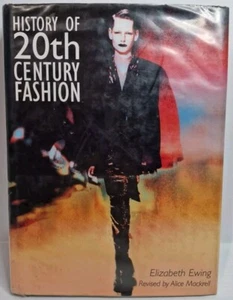 HISTORY OF
20th
CENTURY
FASHION
Elizabeth Ewing
Revised by Alice Mackrell